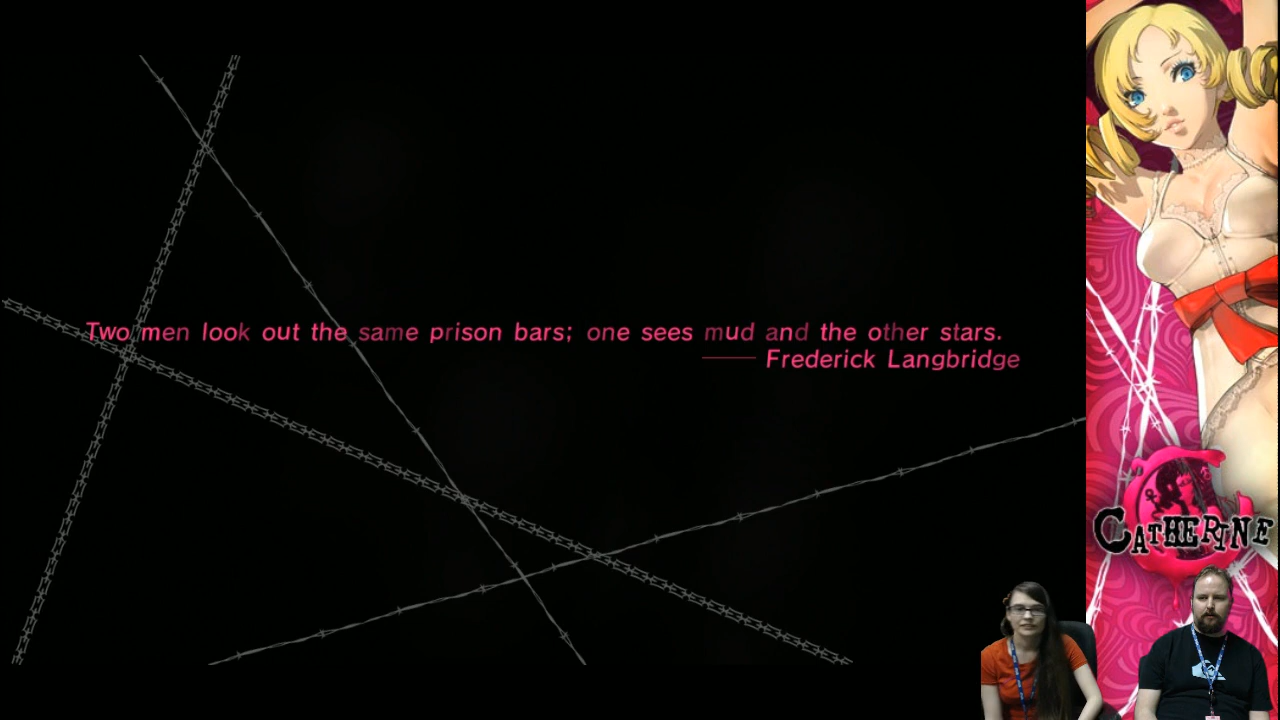 Two men look out the same prison bars; one sees mud and the other stars.
Frederick Langbridge
CATHERINE